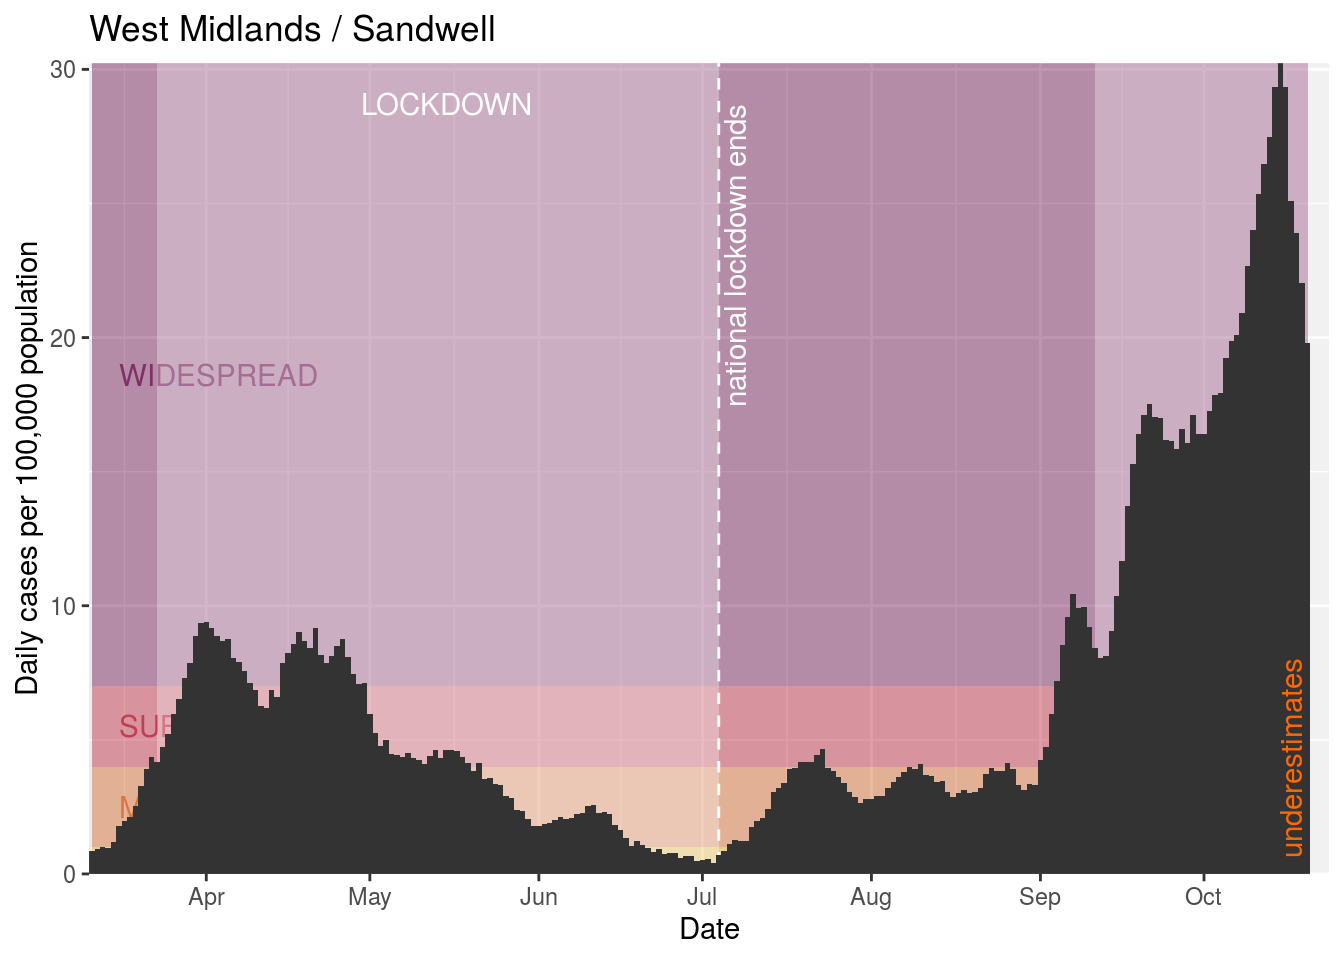 West Midlands / Sandwell
30
20
10
0
Daily cases per 100,000 population
LOCKDOWN
national lockdown ends
WIDESPREAD
underestimates
Apr May Jun Jul Aug Sep Oct
Date